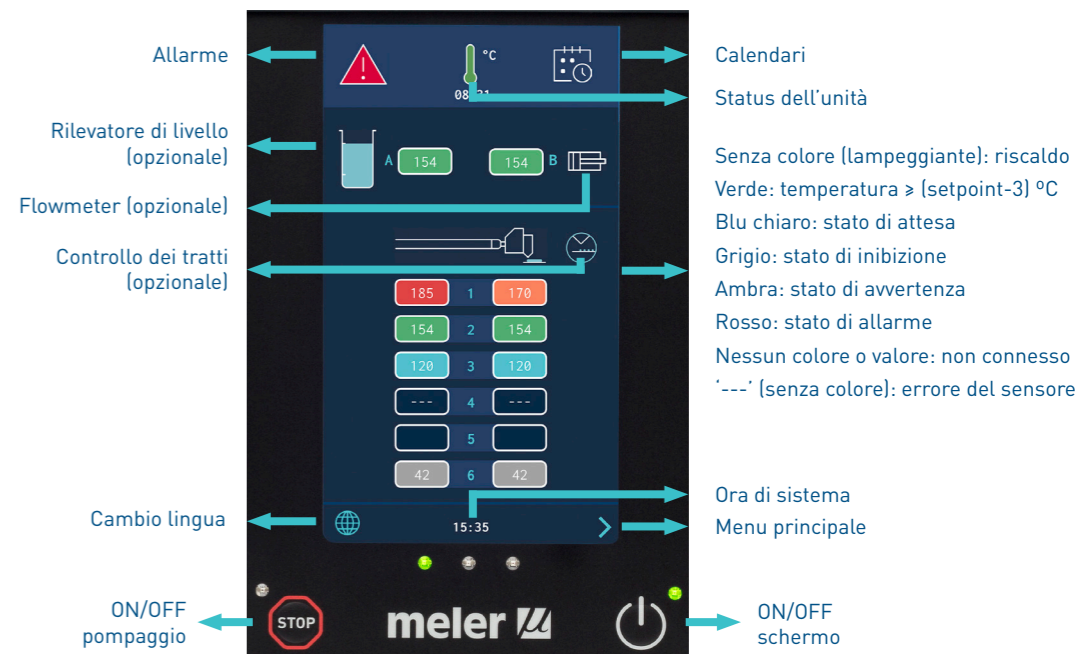 Allarme
Rilevatore di livello
(opzionale)
Flowmeter (opzionale)
Controllo dei tratti
(opzionale)
Cambio lingua
ON/OFF
pompaggio
°C
A 154 154 B
185 1 170
154 2 154
120 3 120
--- 4 ---
5
42 6 42
15:35
STOP
meler
Calendari
Status dell'unità
Senza colore (lampeggiante): riscaldo
Verde: temperatura ≥ (setpoint-3) ºC
Blu chiaro: stato di attesa
Grigio: stato di inibizione
Ambra: stato di avvertenza
Rosso: stato di allarme
Nessun colore o valore: non connesso
'---' (senza colore): errore del sensore
Ora di sistema
Menu principale
ON/OFF
schermo